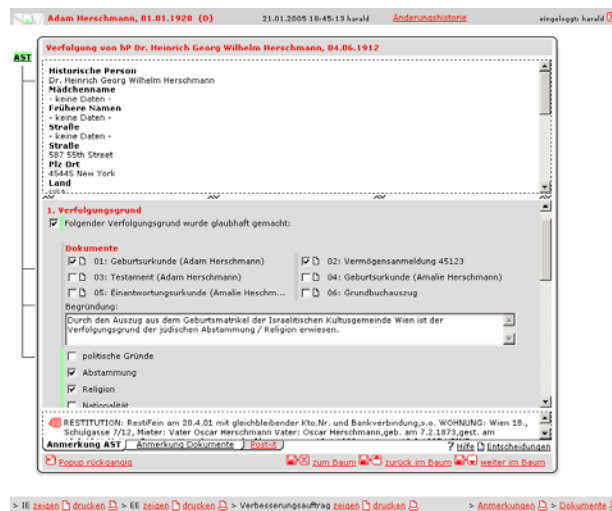 Adam Herschmann, 01.01.1920 (D) 21.01.2005 18:45:13 harald Änderungshistorie eingeloggt: harald
AST
Verfolgung von hP Dr. Heinrich Georg Wilhelm Herschmann, 04.06.1912
Historische Person
Dr. Heinrich Georg Wilhelm Herschmann
Mädchenname
- keine Daten -
Frühere Namen
- keine Daten -
Straße
- keine Daten -
Straße
587 55th Street
Plz Ort
45445 New York
Land
1. Verfolgungsgrund
Folgender Verfolgungsgrund wurde glaubhaft gemacht:
Dokumente
01: Geburtsurkunde (Adam Herschmann) 02: Vermögensanmeldung 45123
03: Testament (Adam Herschmann) 04: Geburtsurkunde (Amalie Herschmann)
05: Einantwortungsurkunde (Amalie Heschm... 06: Grundbuchauszug
Begründung:
Durch den Auszug aus dem Geburtsmatrikel der Israelitischen Kultusgemeinde Wien ist der
Verfolgungsgrund der jüdischen Abstammung / Religion erwiesen.
politische Gründe
Abstammung
Religion
Nationalität
RESTITUTION: RestiFein am 20.4.01 mit gleichbleibender Kto.Nr. und Bankverbindung,s.o. WOHNUNG: Wien 18.,
Schulgasse 7/12, Mieter: Vater Oscar Herschmann Vater: Oscar Herschmann,geb. am 7.2.1873,gest. am
Anmerkung AST Anmerkung Dokumente Post-it ? Hilfe Entscheidungen
Popup rückgängig zum Baum zurück im Baum weiter im Baum
> IE zeigen drucken > EE zeigen drucken > Verbesserungsauftrag zeigen drucken > Anmerkungen > Dokumente